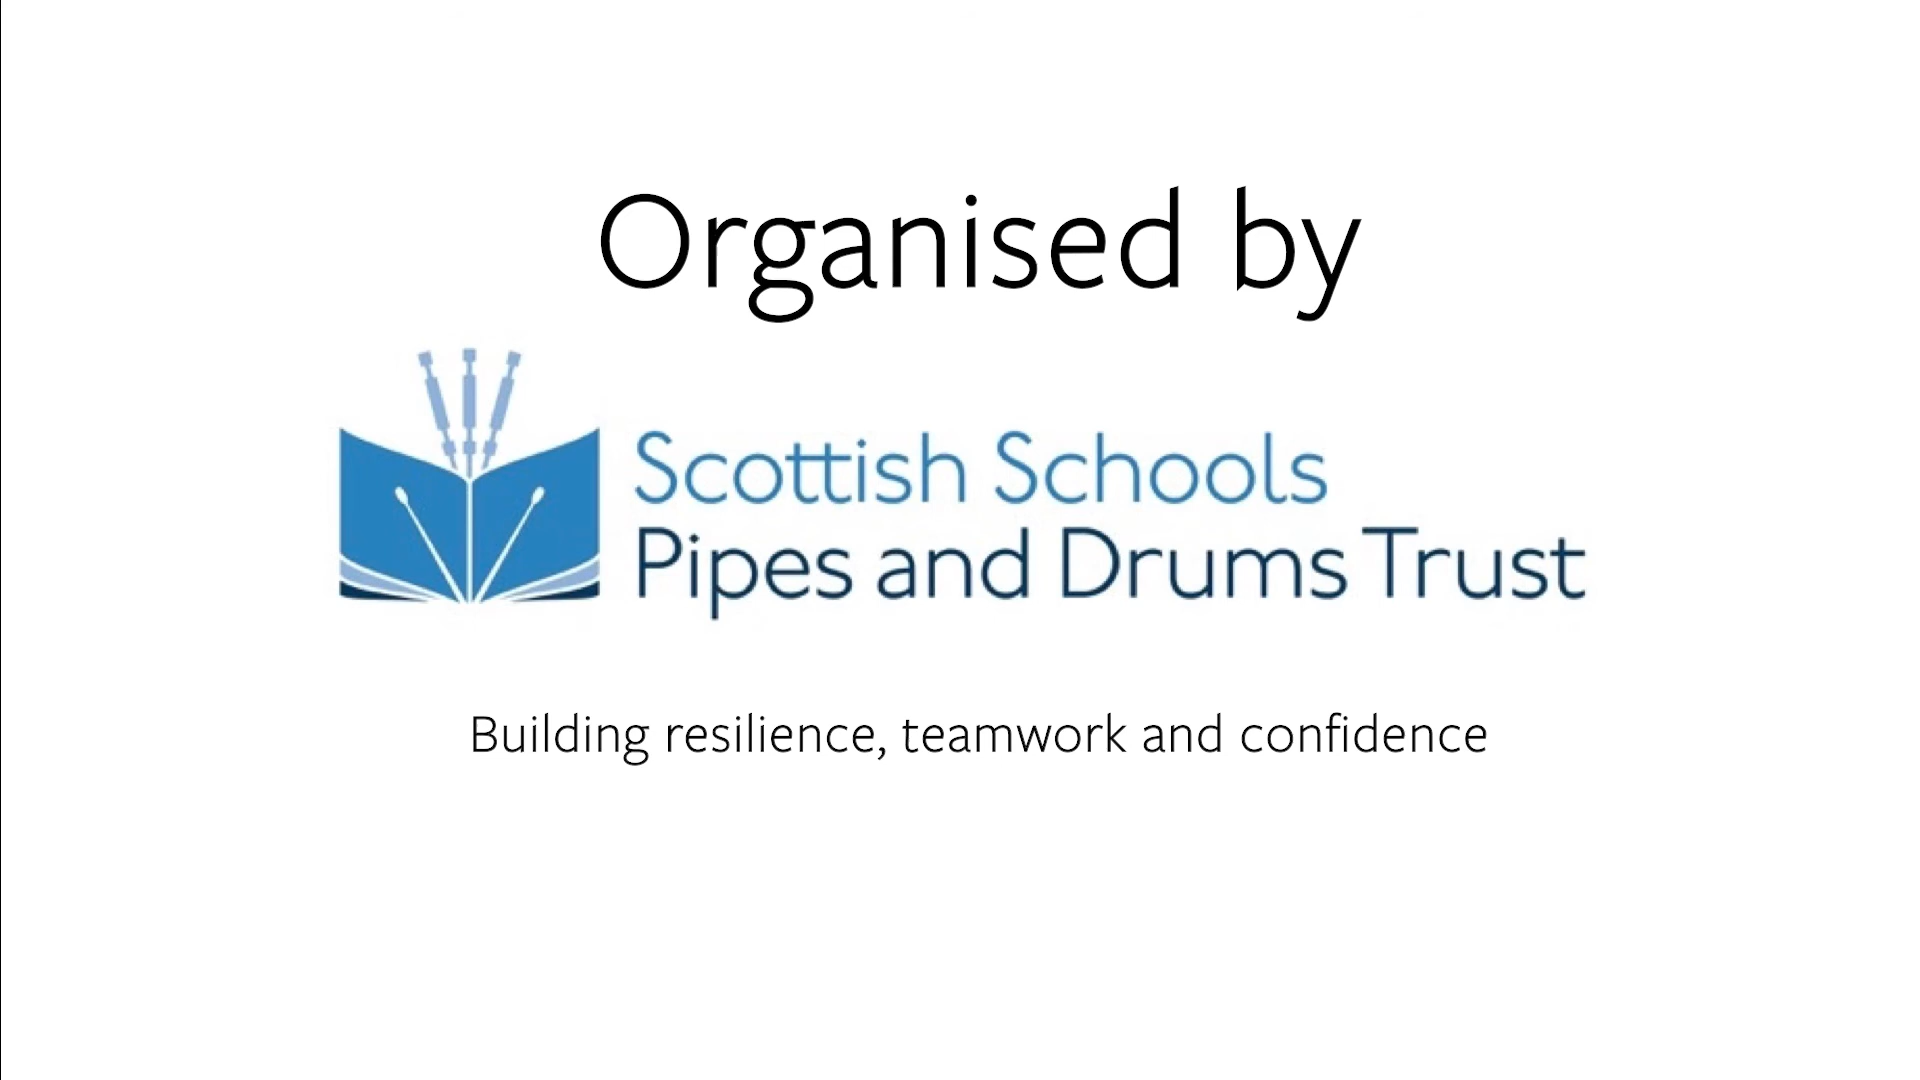 Organised by
Scottish Schools
Pipes and Drums Trust
Building resilience, teamwork and confidence